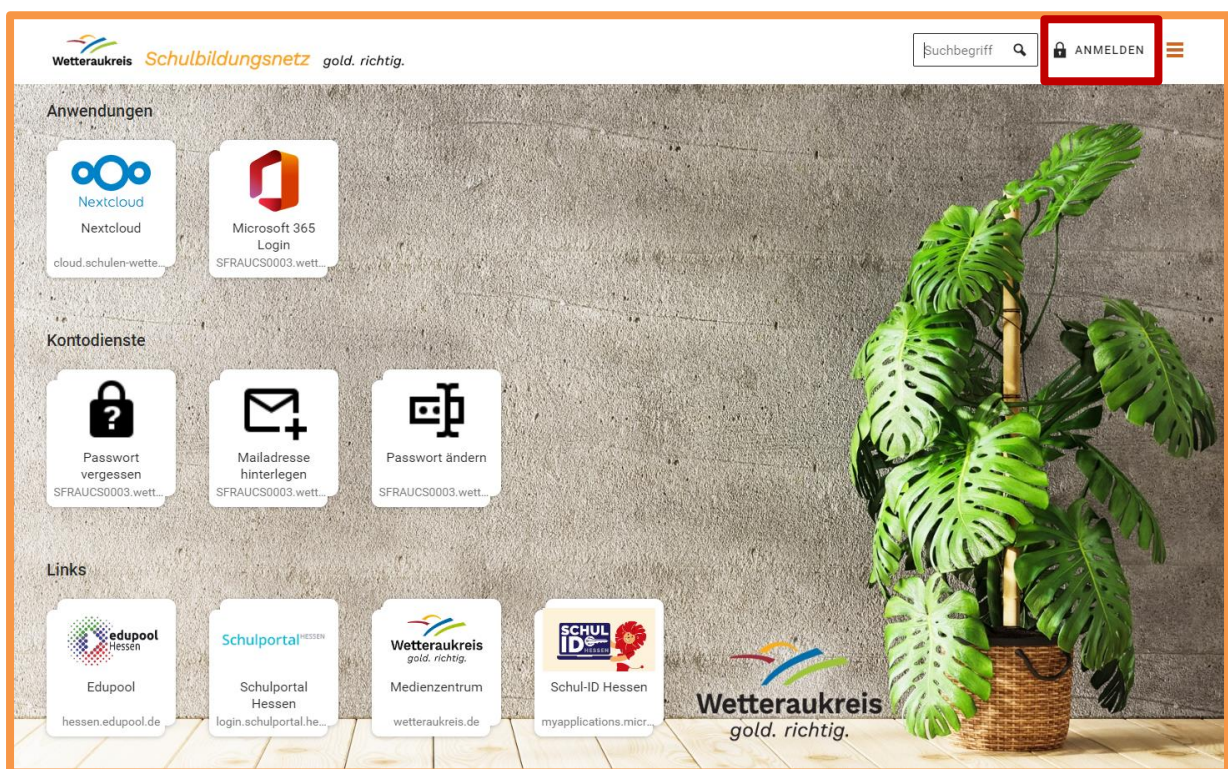 Wetteraukreis Schulbildungsnetz gold. richtig.
Suchbegriff
ANMELDEN
Anwendungen
Nextcloud
Nextcloud
cloud.schulen-wette...
Microsoft 365
Login
SFRAUCS0003.wett...
Kontodienste
?
Passwort
vergessen
SFRAUCS0003.wett...
Mailadresse
hinterlegen
SFRAUCS0003.wett...
Passwort ändern
SFRAUCS0003.wett...
Links
edupool
Hessen
Edupool
hessen.edupool.de
Schulportal HESSEN
Schulportal
Hessen
login.schulportal.he...
Wetteraukreis
gold. richtig.
Medienzentrum
wetteraukreis.de
SCHUL
ID HESSEN
Schul-ID Hessen
myapplications.micr...
Wetteraukreis
gold. richtig.